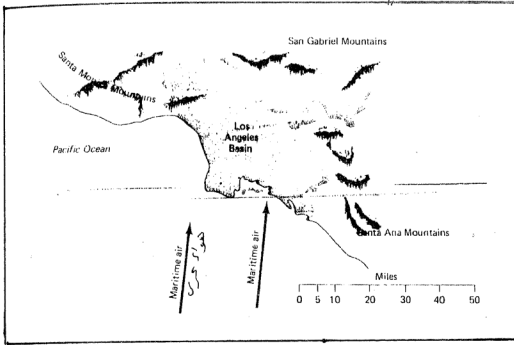 San Gabriel Mountains
Santa Monica Mountains
Los
Angeles
Basin
Pacific Ocean
Santa Ana Mountains
Maritime air
Maritime air
Miles
0 5 10 20 30 40 50